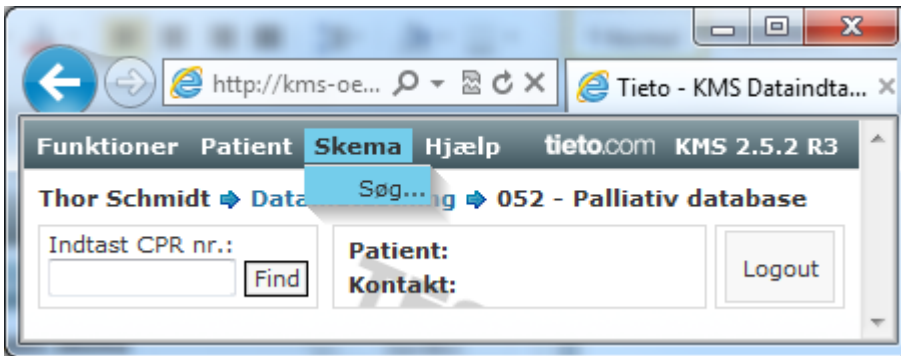 http://kms-oe...
Tieto - KMS Dataindta...
Funktioner Patient Skema Hjælp tieto.com KMS 2.5.2 R3
Søg...
Thor Schmidt Data ng 052 - Palliativ database
Indtast CPR nr.:
Find
Patient:
Kontakt:
Logout